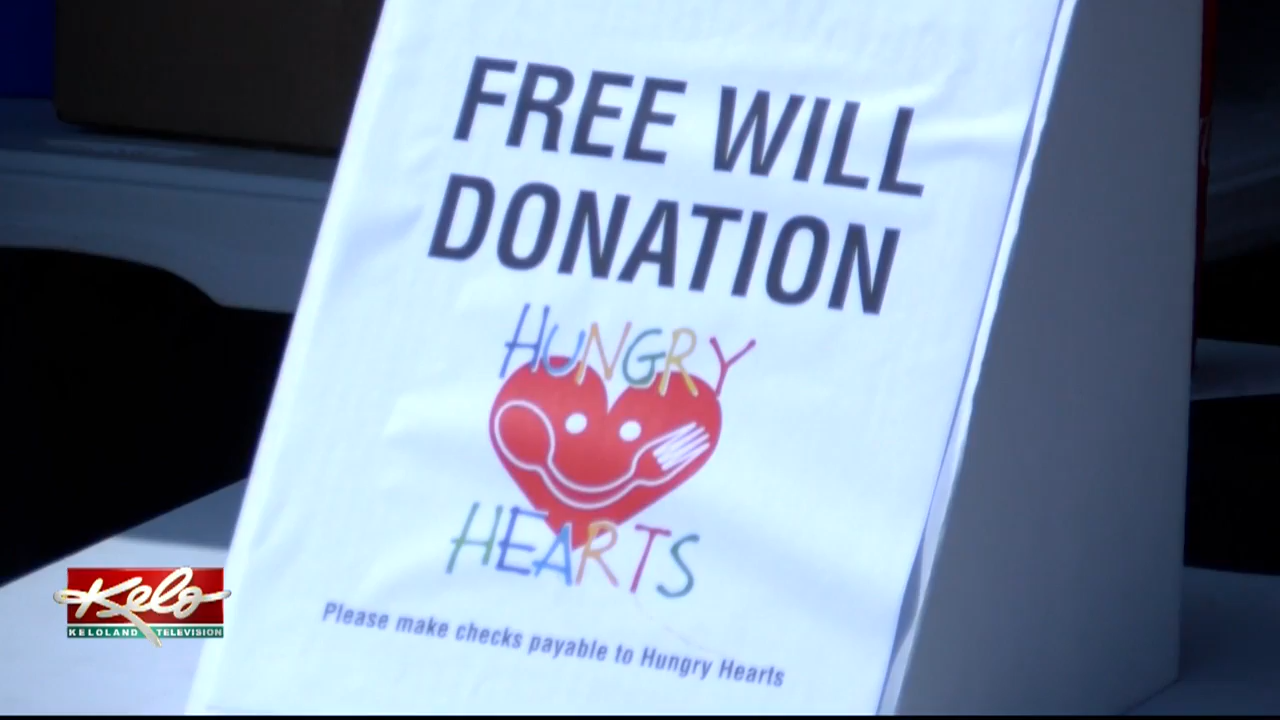 FREE WILL
DONATION
HUNGRY
HEARTS
Please make checks payable to Hungry Hearts
Kelo
KELOLAND TELEVISION